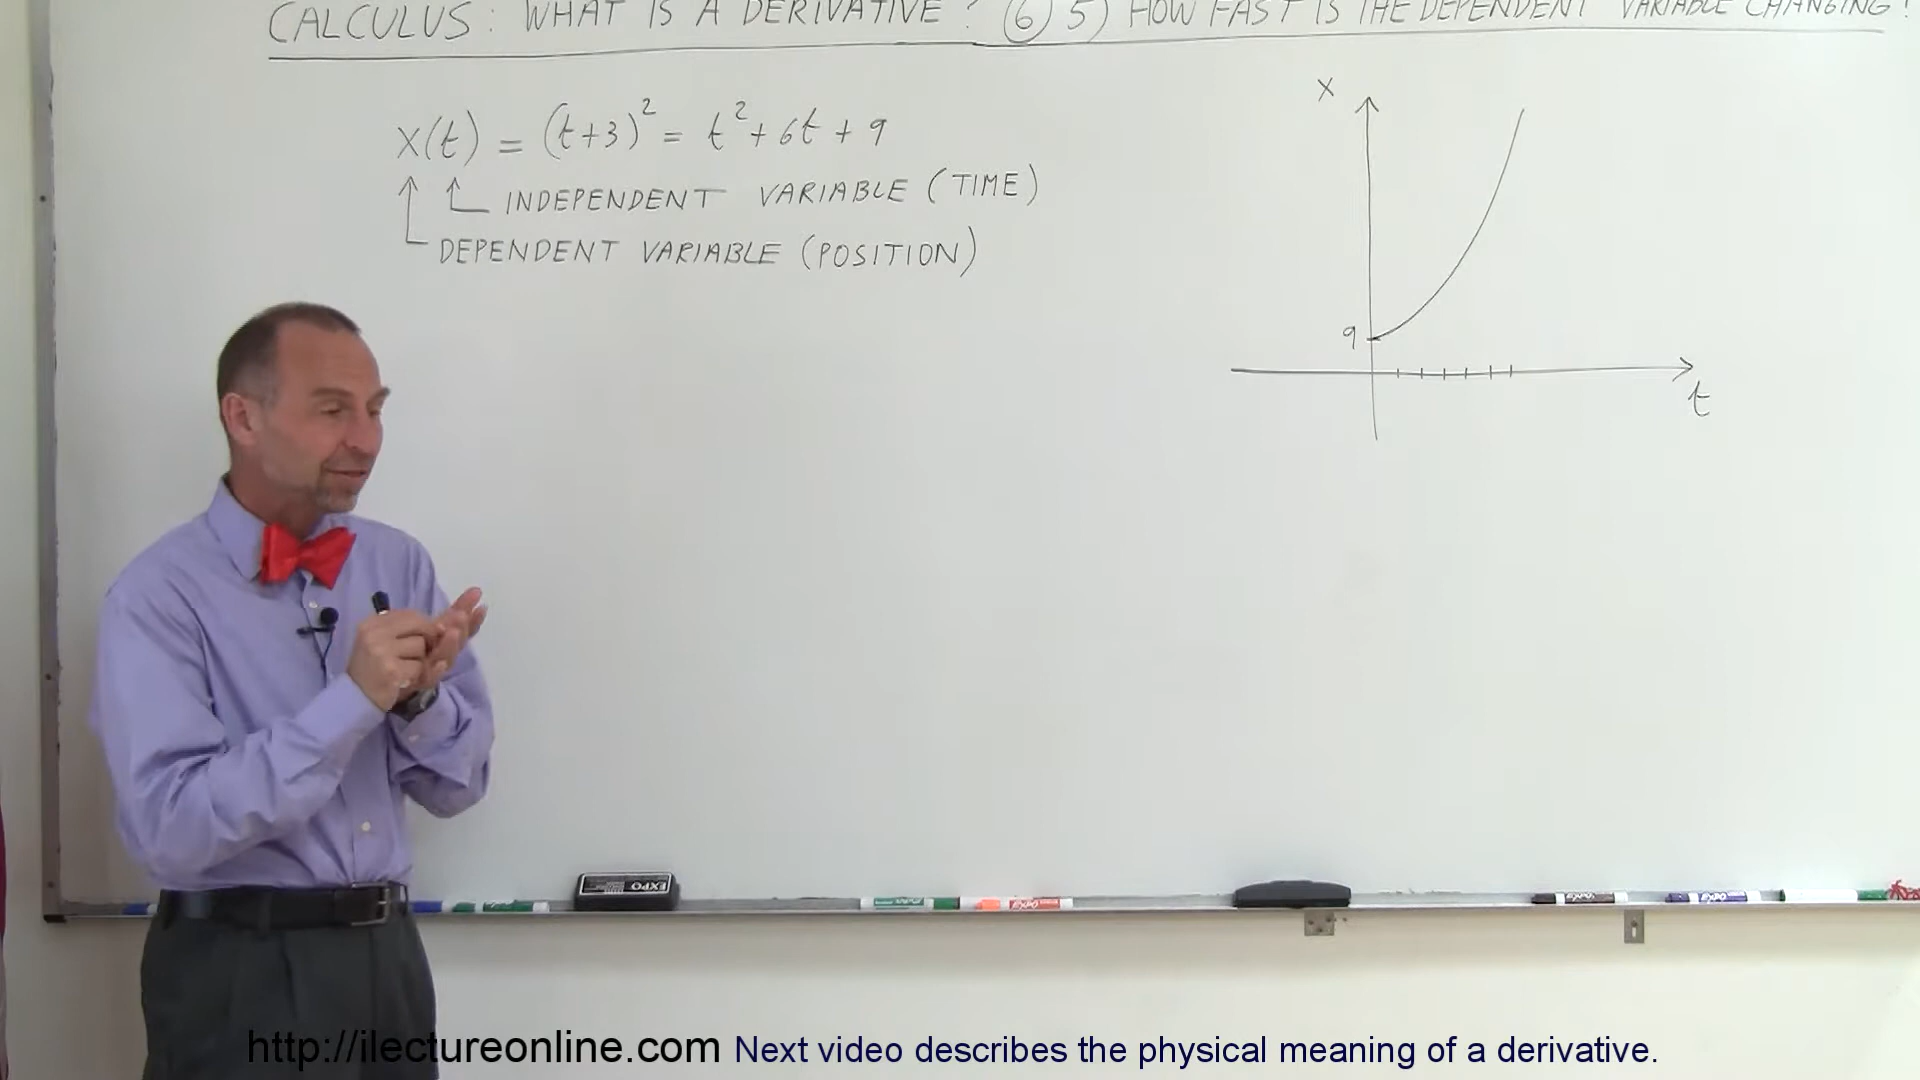 CALCULUS: WHAT IS A DERIVATIVE? (6) 5) HOW FAST IS THE DEPENDENT VARIABLE CHANGING?
X(t) = (t+3)² = t² + 6t + 9
INDEPENDENT VARIABLE (TIME)
DEPENDENT VARIABLE (POSITION)
X
9
t
EXPO
http://ilectureonline.com Next video describes the physical meaning of a derivative.